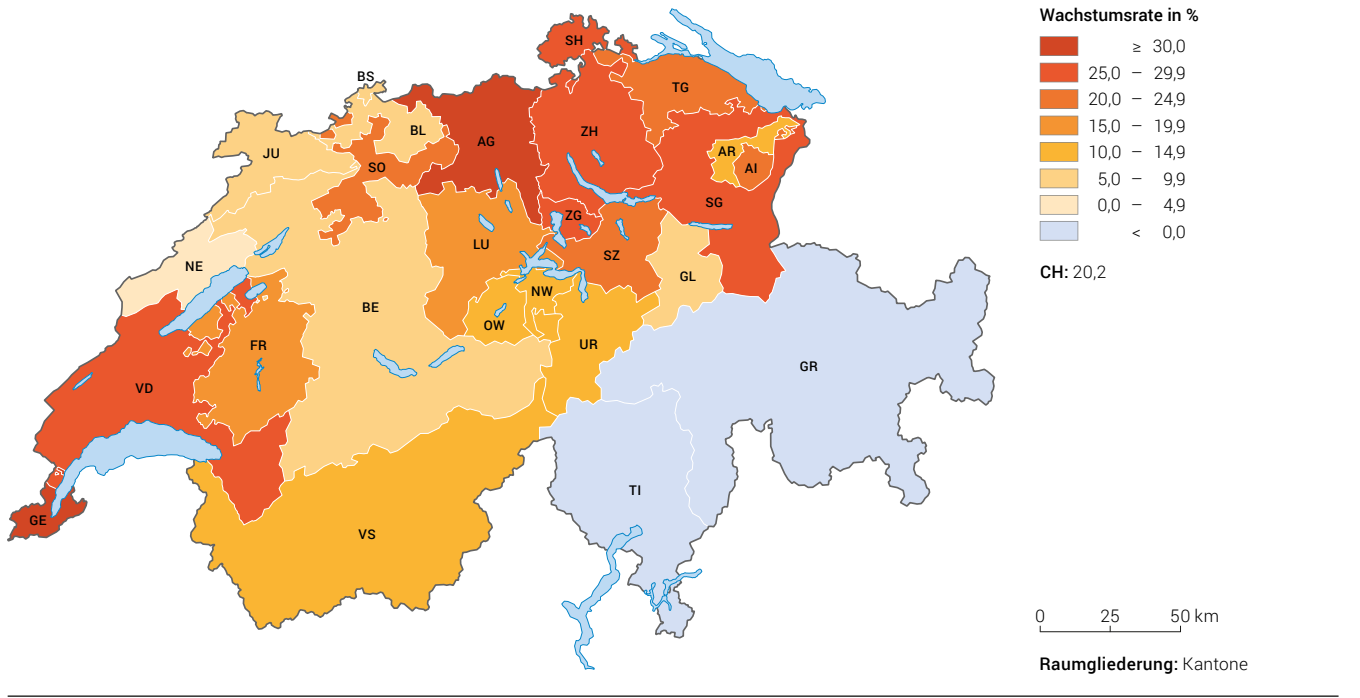 Wachstumsrate in %
≥ 30,0
25,0 – 29,9
20,0 – 24,9
15,0 – 19,9
10,0 – 14,9
5,0 – 9,9
0,0 – 4,9
< 0,0
CH: 20,2
SH
BS
TG
BL
ZH
AG
JU
AR
SO
AI
SG
ZG
LU
SZ
NE
GL
NW
BE
OW
FR
UR
GR
VD
TI
GE
VS
0 25 50 km
Raumgliederung: Kantone